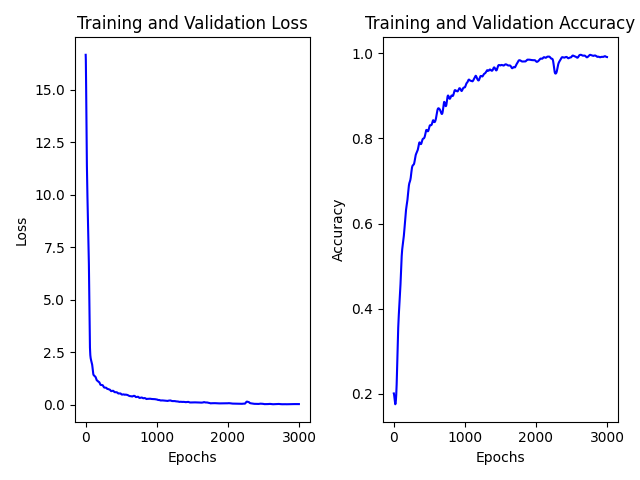 Training and Validation Loss
15.0
12.5
10.0
7.5
5.0
2.5
0.0
Loss
0 1000 2000 3000
Epochs
Training and Validation Accuracy
1.0
0.8
0.6
0.4
0.2
Accuracy
0 1000 2000 3000
Epochs